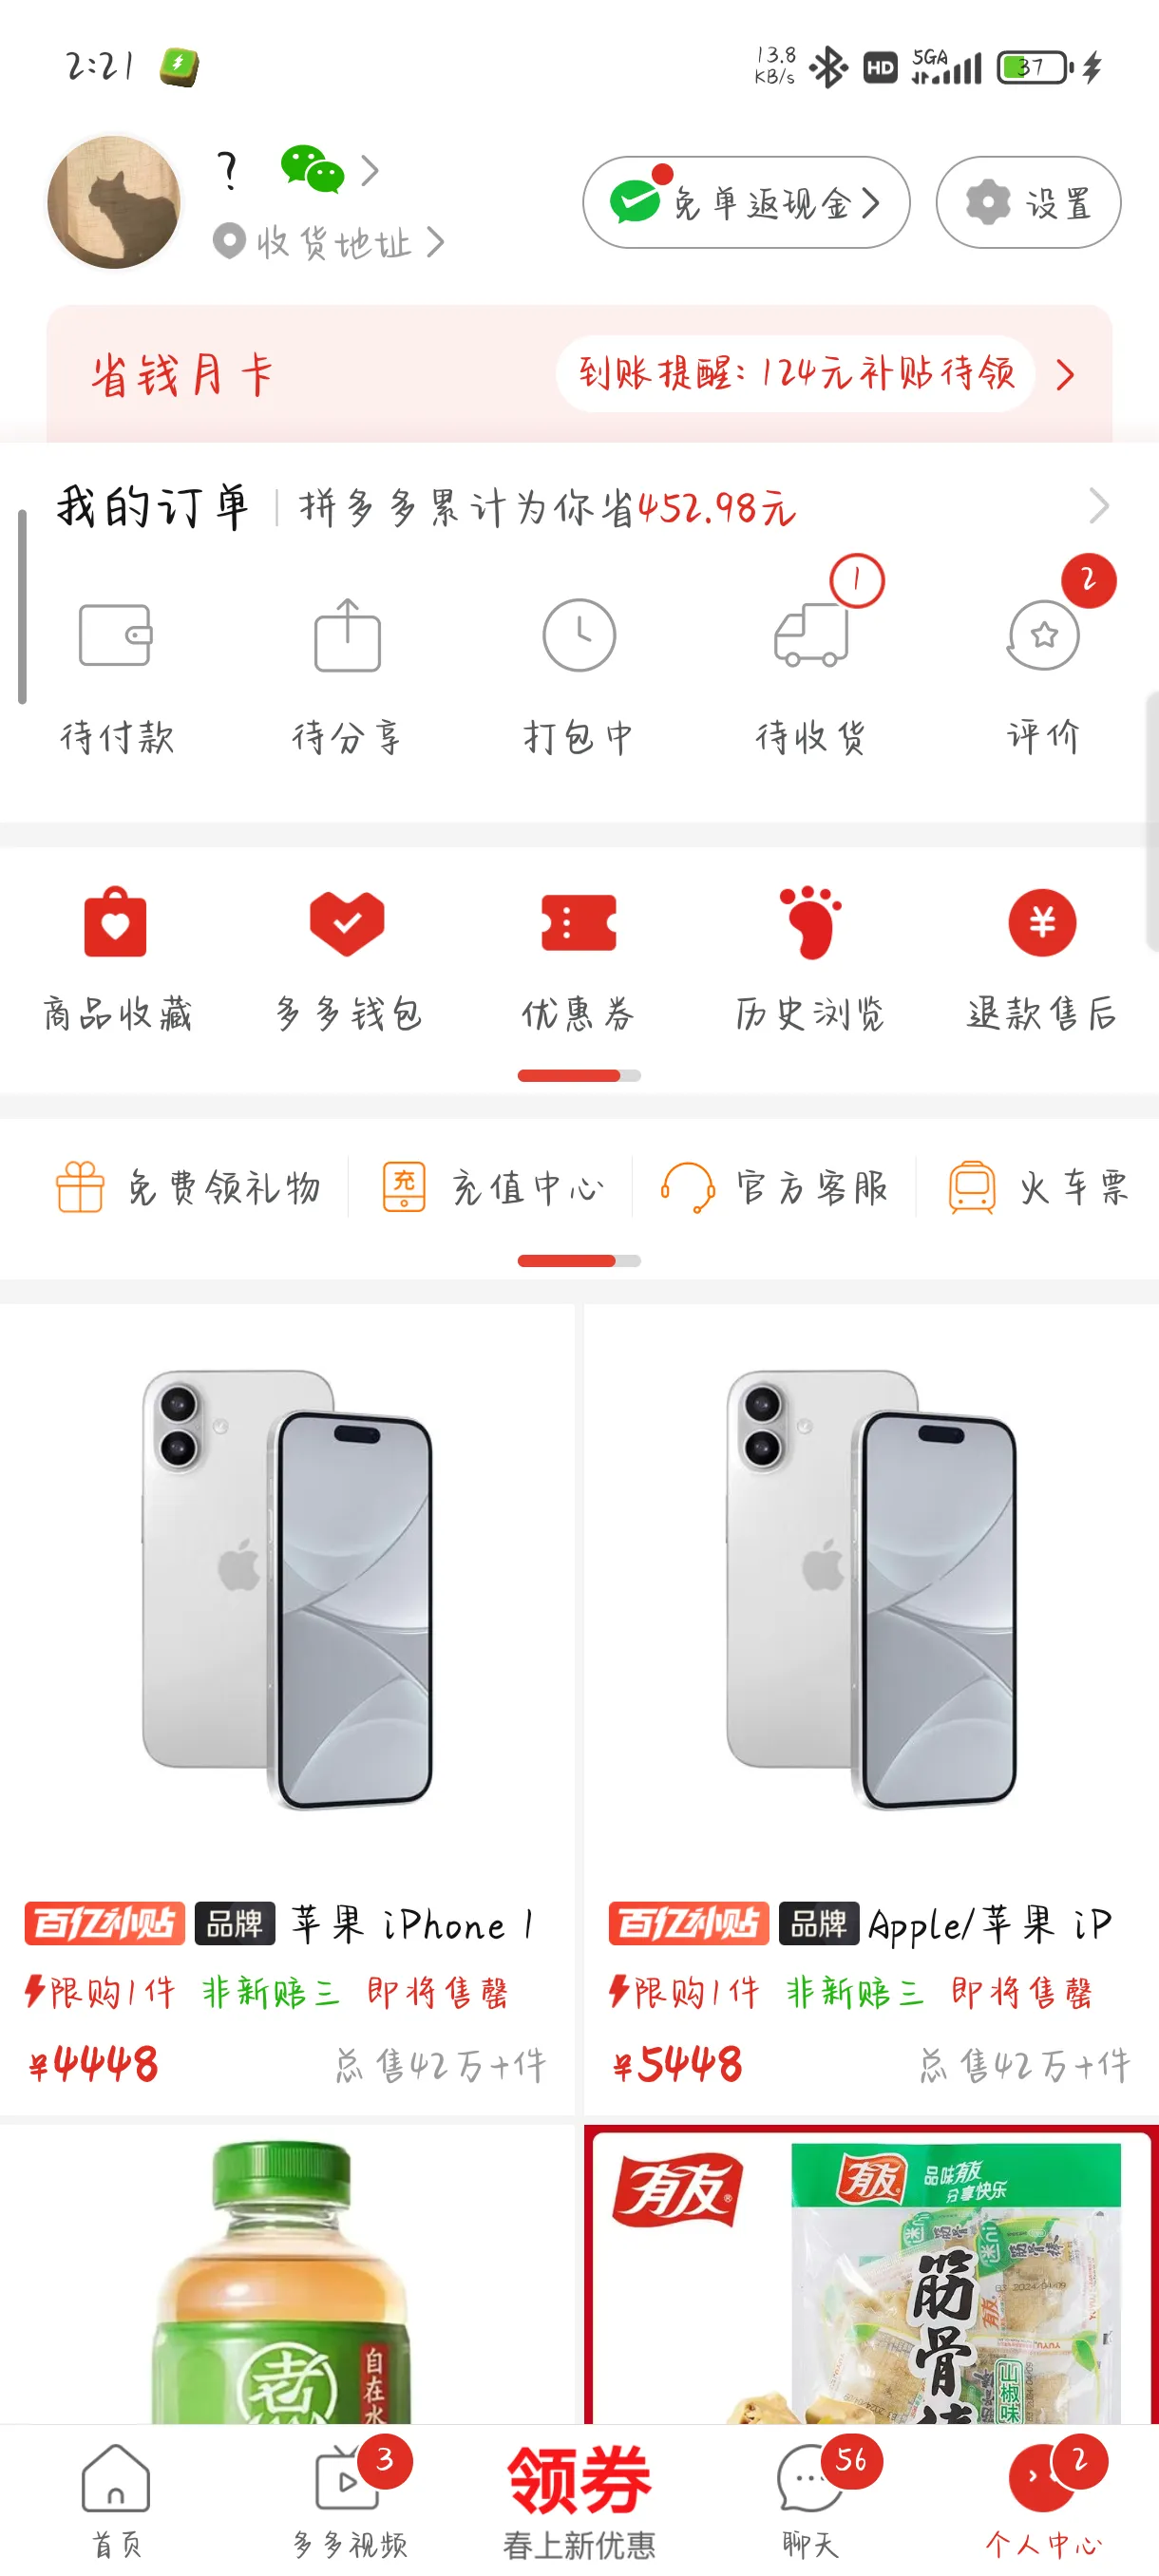 2:21
13.8
KB/s
HD
5GA
37
?
收货地址
免单返现金
设置
省钱月卡
到账提醒: 124元补贴待领
我的订单
拼多多累计为你省452.98元
1
2
待付款
待分享
打包中
待收货
评价
商品收藏
多多钱包
优惠券
历史浏览
退款售后
免费领礼物
充
充值中心
官方客服
火车票
百亿补贴 品牌 苹果 iPhone 1
限购1件 非新赔三 即将售罄
¥4448
总售42万+件
百亿补贴 品牌 Apple/苹果 iP
限购1件 非新赔三 即将售罄
¥5448
总售42万+件
老
自在水
有友®
有友
品味有友
分享快乐
筋骨
山椒味
首页
3
多多视频
领券
春上新优惠
56
聊天
2
个人中心